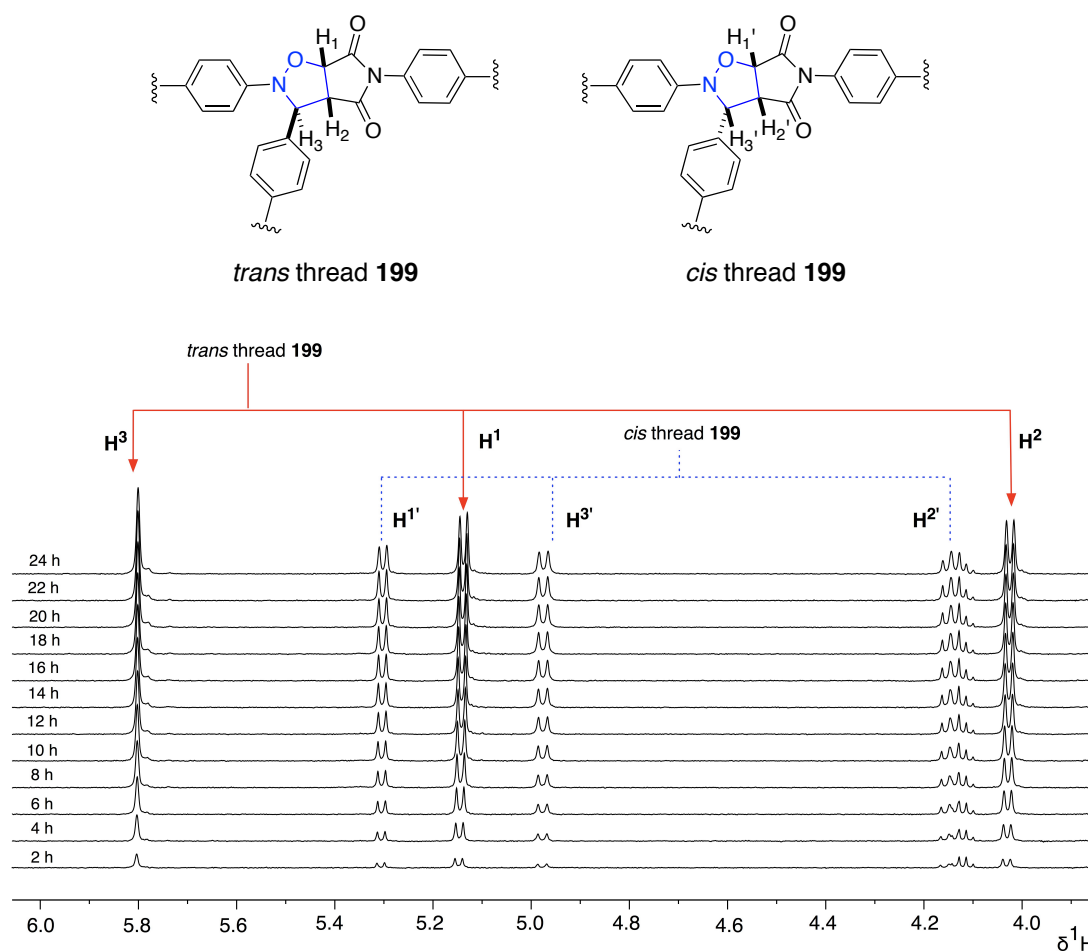 O H₁ O
N N
H₃ H₂ O
trans thread 199
O H₁' O
N N
H₃' H₂' O
cis thread 199
trans thread 199
cis thread 199
H³ H¹ H²
H¹' H³' H²'
24 h
22 h
20 h
18 h
16 h
14 h
12 h
10 h
8 h
6 h
4 h
2 h
6.0 5.8 5.6 5.4 5.2 5.0 4.8 4.6 4.4 4.2 4.0
δ¹H